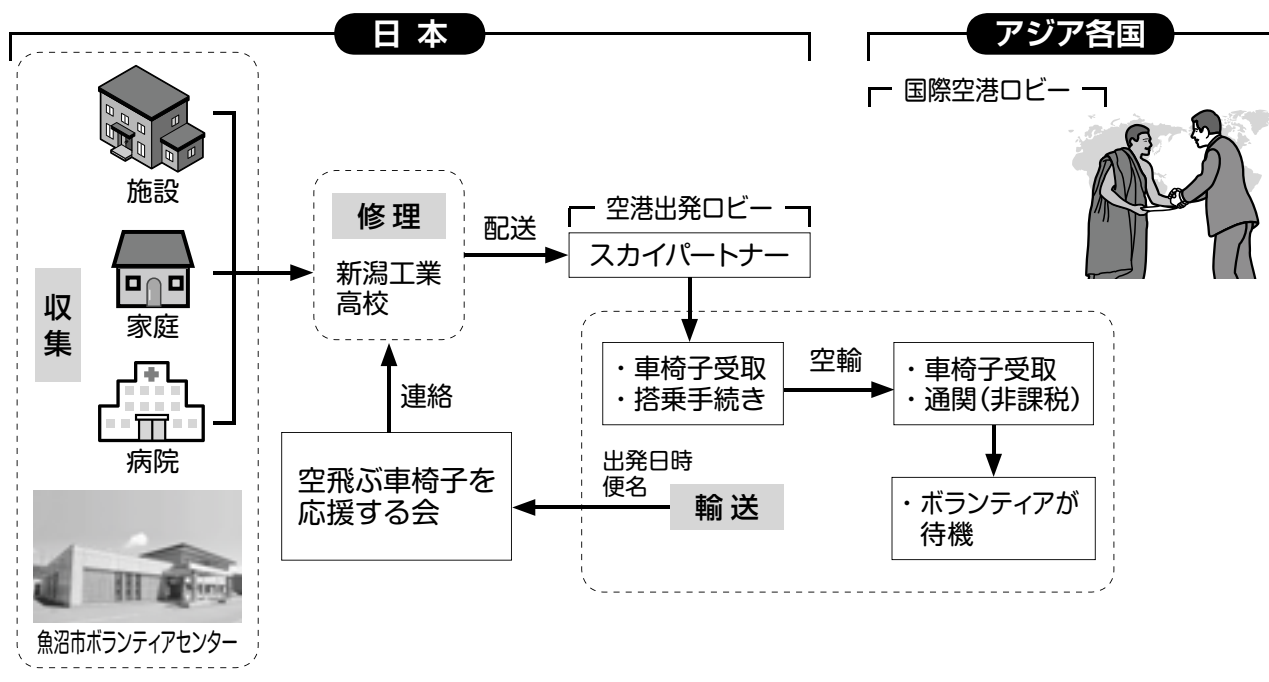 日本
アジア各国
国際空港ロビー
施設
家庭
病院
収集
魚沼市ボランティアセンター
修理
新潟工業
高校
配送
空港出発ロビー
スカイパートナー
・車椅子受取
・搭乗手続き
空輸
・車椅子受取
・通関（非課税）
・ボランティアが
待機
出発日時
便名
輸送
空飛ぶ車椅子を
応援する会
連絡